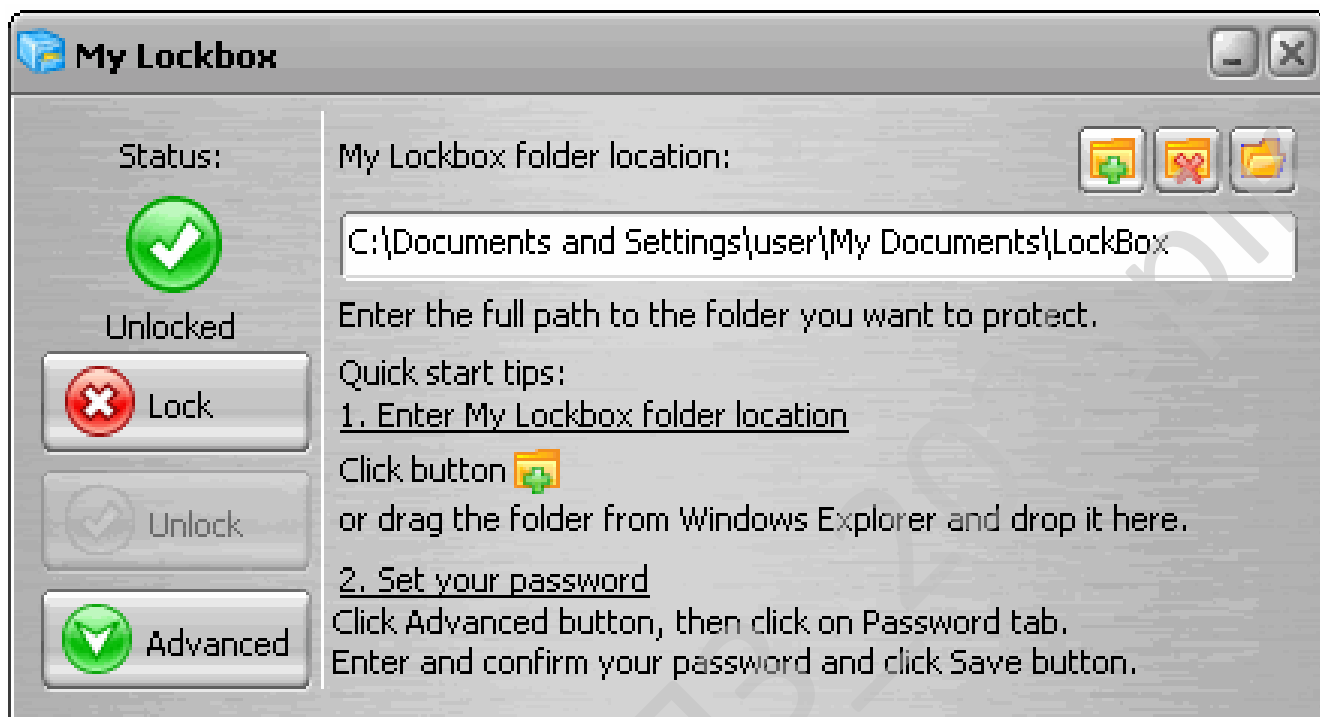 My Lockbox
Status:
Unlocked
Lock
Unlock
Advanced
My Lockbox folder location:
C:\Documents and Settings\user\My Documents\LockBox
Enter the full path to the folder you want to protect.
Quick start tips:
1. Enter My Lockbox folder location
Click button
or drag the folder from Windows Explorer and drop it here.
2. Set your password
Click Advanced button, then click on Password tab.
Enter and confirm your password and click Save button.